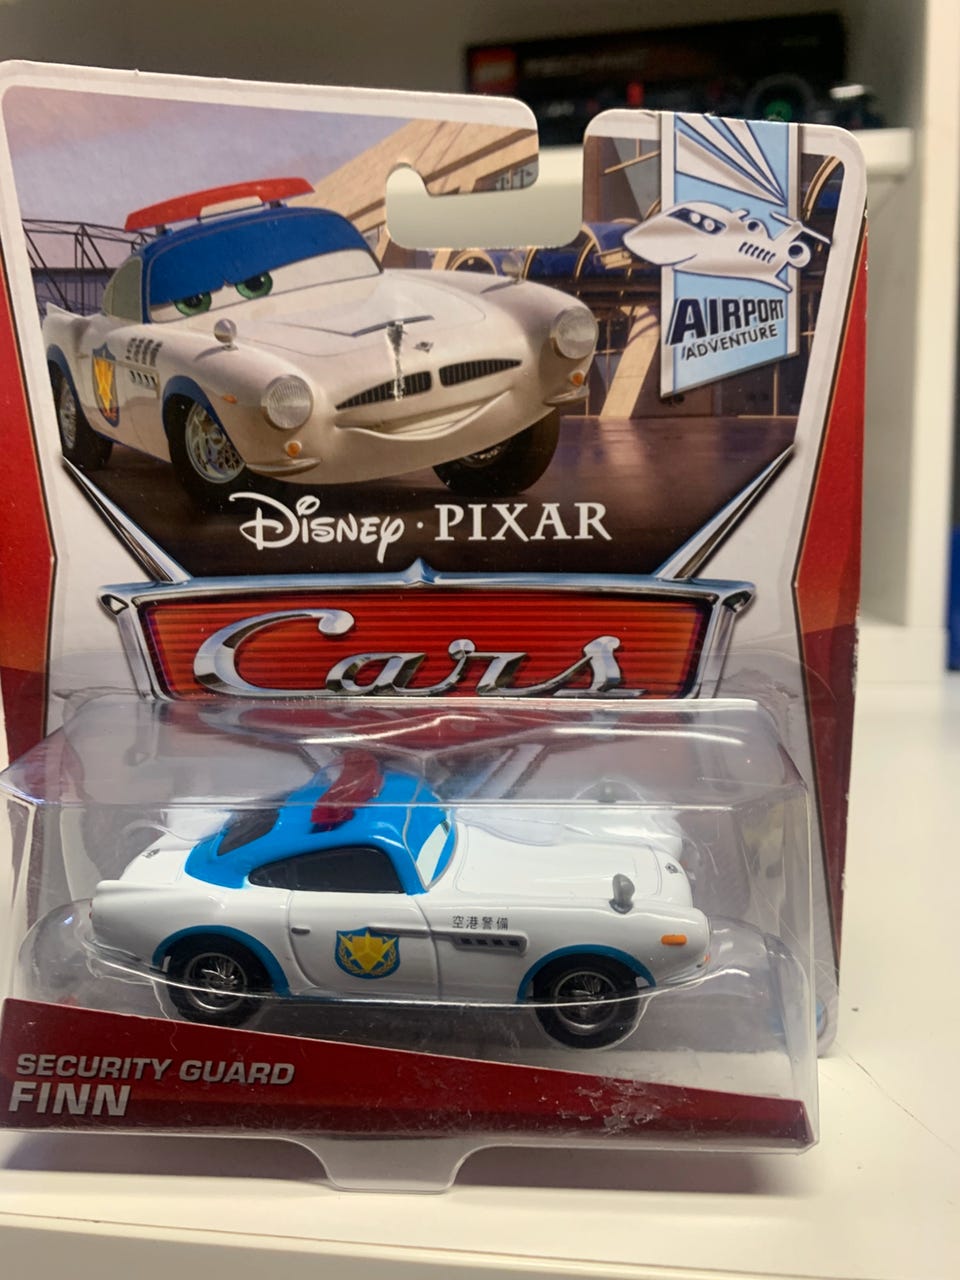 AIRPORT
ADVENTURE
DISNEY · PIXAR
Cars
空港警備
SECURITY GUARD
FINN